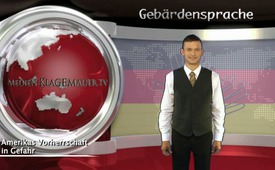 Gebärdensprache
MEDIEN-KLAGEMAUER.TV
Amerikas Vorherrschaft
in Gefahr